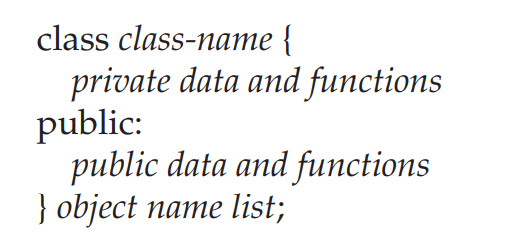 class class-name {
private data and functions
public:
public data and functions
} object name list;